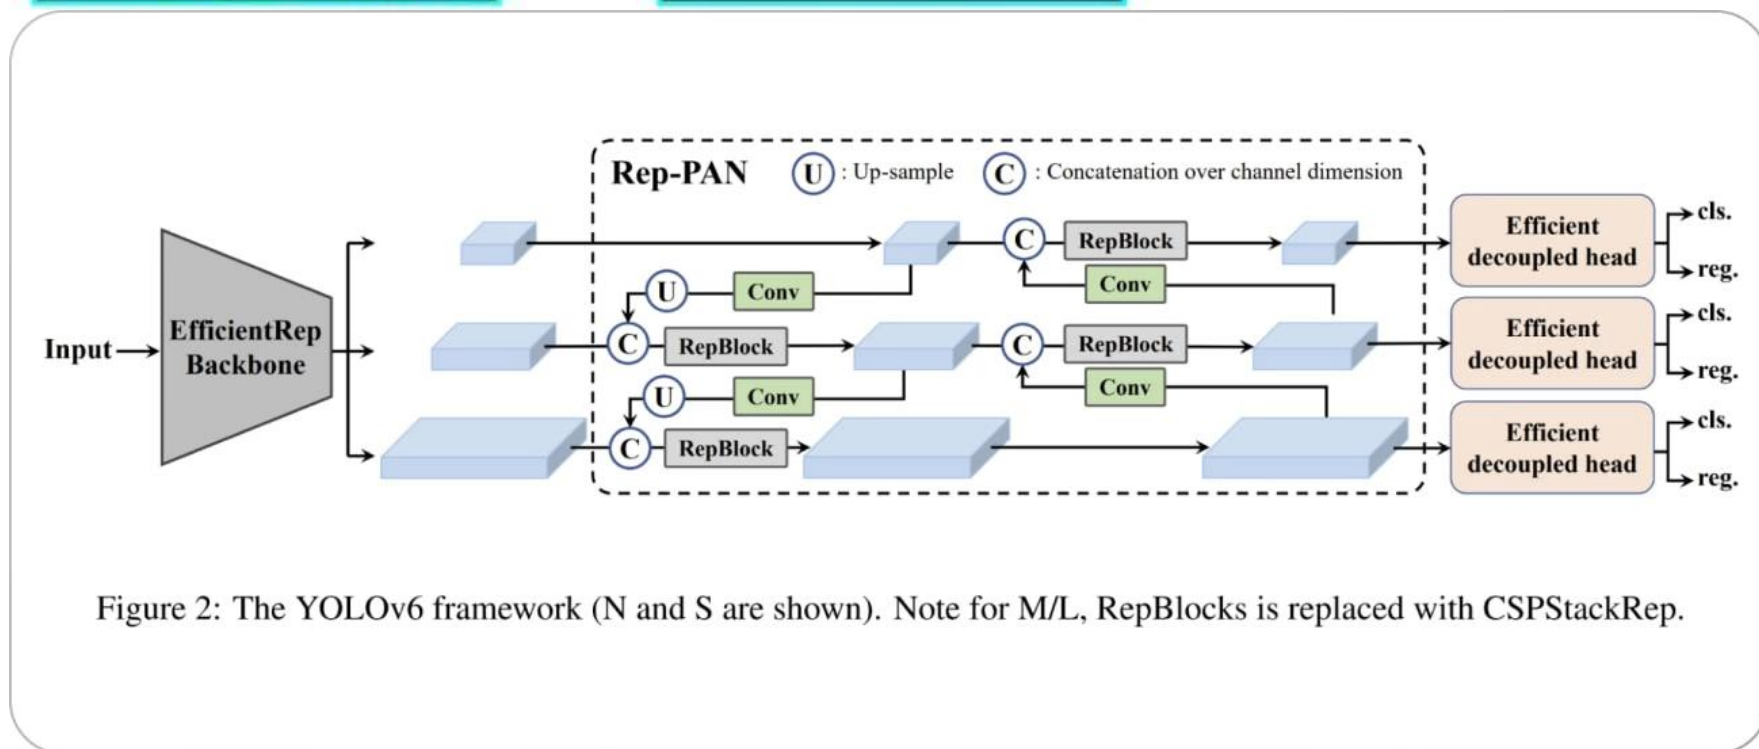 Rep-PAN U : Up-sample C : Concatenation over channel dimension
Input
EfficientRep
Backbone
C RepBlock
Conv
U Conv
C RepBlock
C RepBlock
Conv
U Conv
C RepBlock
Efficient
decoupled head
cls.
reg.
Efficient
decoupled head
cls.
reg.
Efficient
decoupled head
cls.
reg.
Figure 2: The YOLOv6 framework (N and S are shown). Note for M/L, RepBlocks is replaced with CSPStackRep.